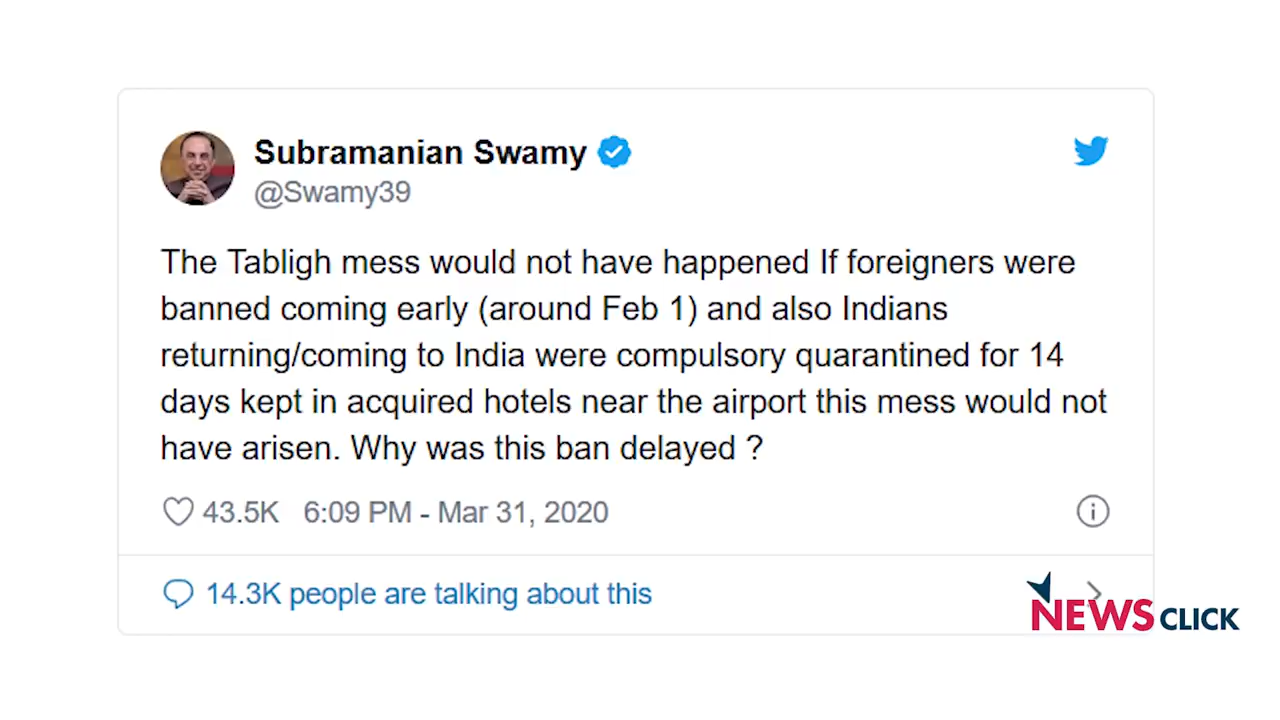 Subramanian Swamy
@Swamy39
The Tabligh mess would not have happened If foreigners were
banned coming early (around Feb 1) and also Indians
returning/coming to India were compulsory quarantined for 14
days kept in acquired hotels near the airport this mess would not
have arisen. Why was this ban delayed ?
43.5K 6:09 PM - Mar 31, 2020
14.3K people are talking about this
NEWSCLICK